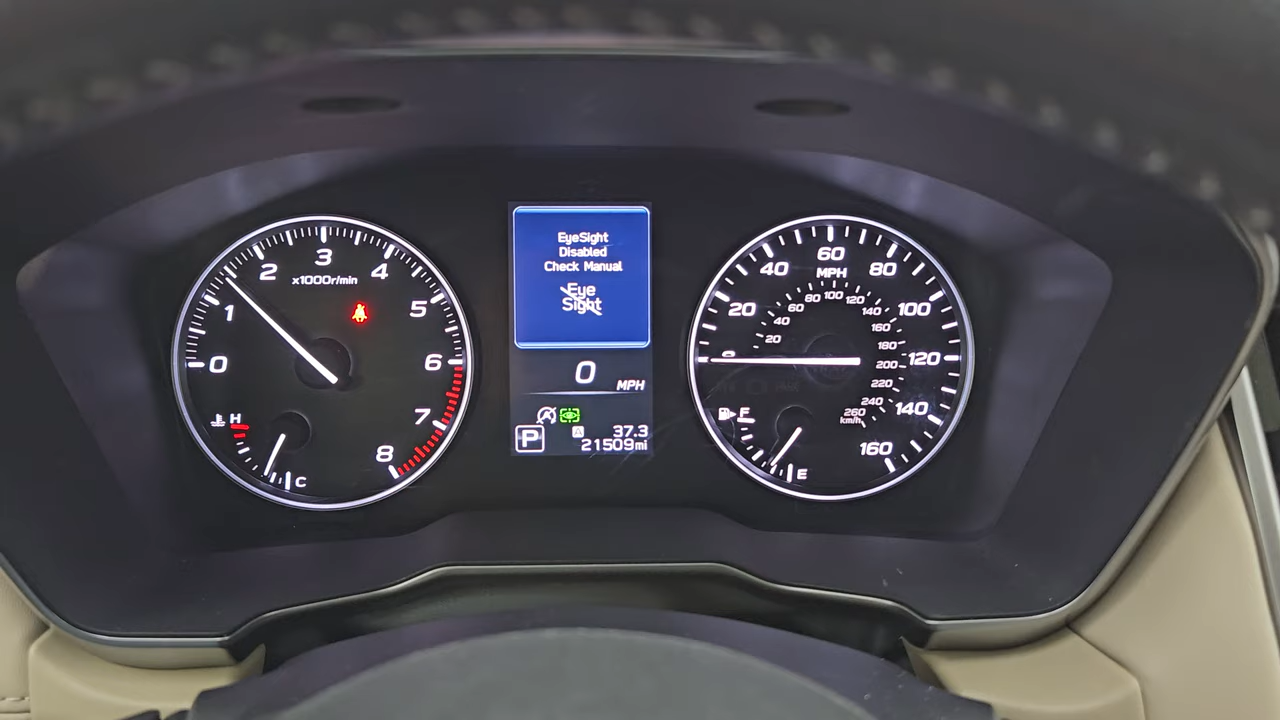 0
1
2
3
4
5
6
7
8
x1000r/min
H
C
EyeSight
Disabled
Check Manual
Eye
Sight
0 MPH
P
A
37.3
21509mi
0
20
40
60
80
100
120
140
160
MPH
20
40
60
80
100
120
140
160
180
200
220
240
260
km/h
F
E